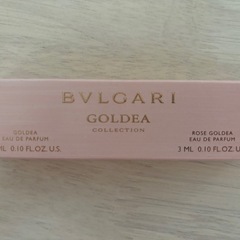 BVLGARI
GOLDEA
COLLECTION
GOLDEA
EAU DE PARFUM
ML 0.10 FL.OZ. U.S.
ROSE GOLDEA
EAU DE PARFUM
3 ML 0.10 FL.OZ. U.S.